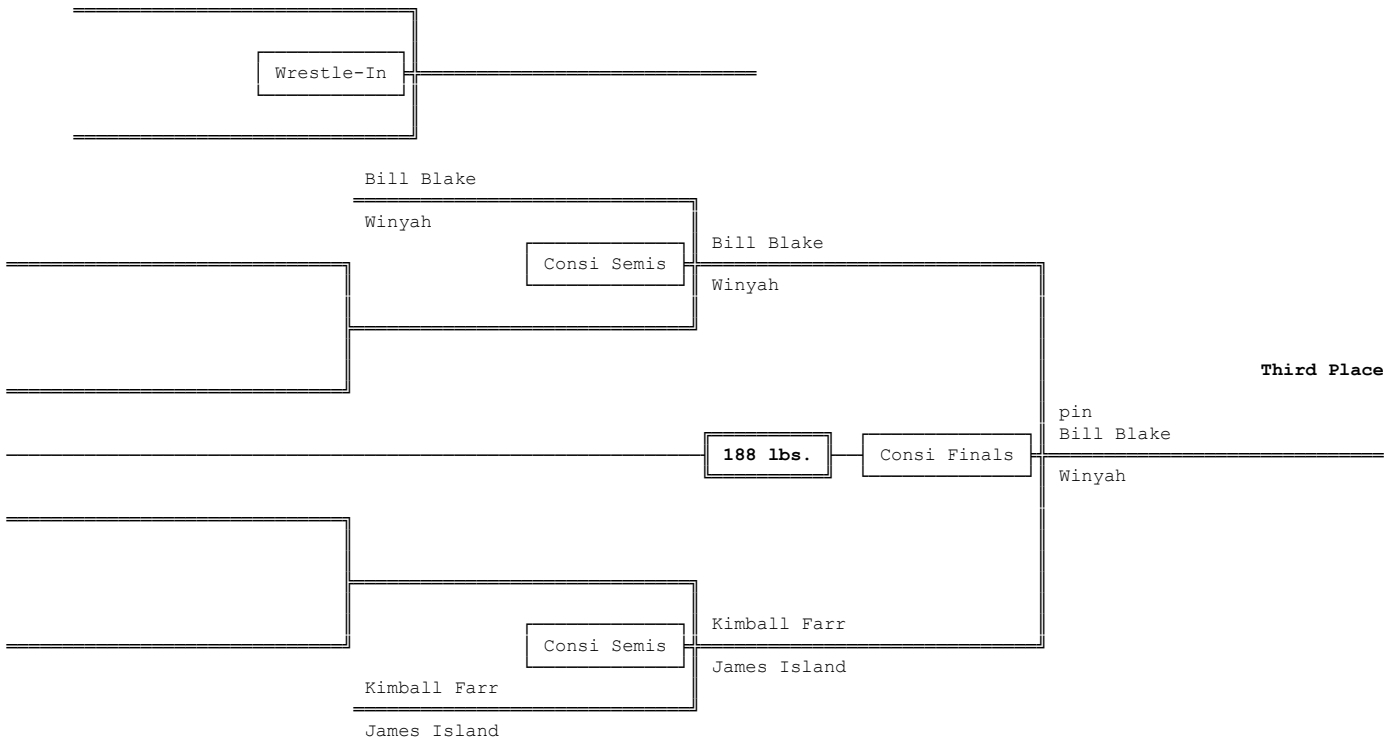 Wrestle-In
Bill Blake
Winyah
Bill Blake
Consi Semis
Winyah
Third Place
pin
Bill Blake
188 lbs.
Consi Finals
Winyah
Kimball Farr
Consi Semis
James Island
Kimball Farr
James Island